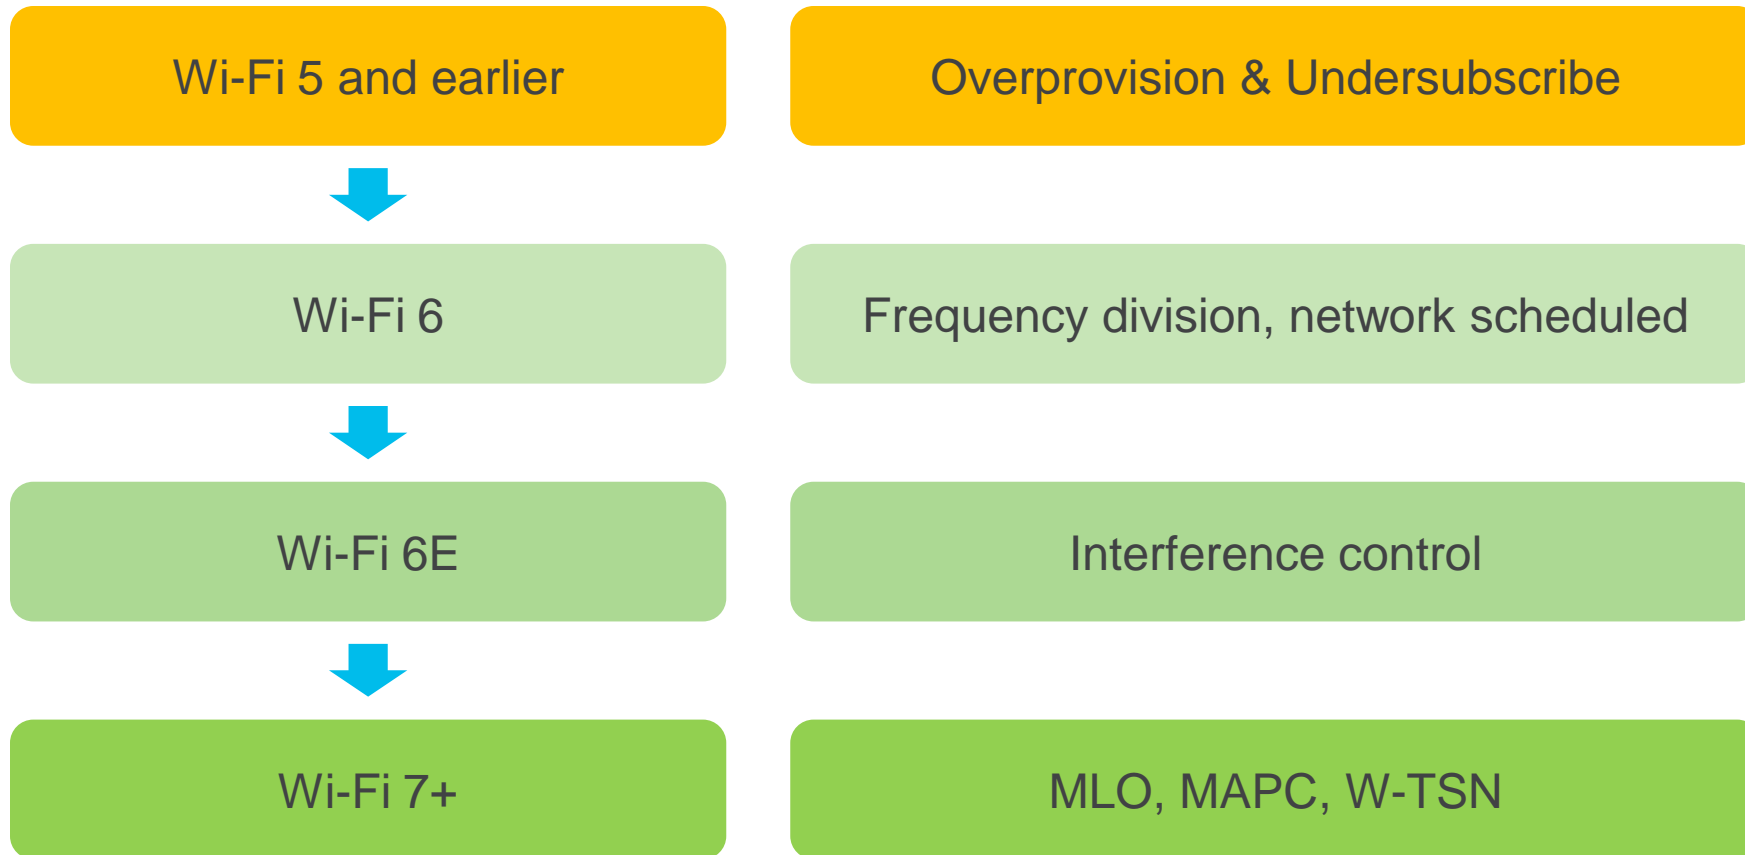 Wi-Fi 5 and earlier
Overprovision & Undersubscribe
Wi-Fi 6
Frequency division, network scheduled
Wi-Fi 6E
Interference control
Wi-Fi 7+
MLO, MAPC, W-TSN